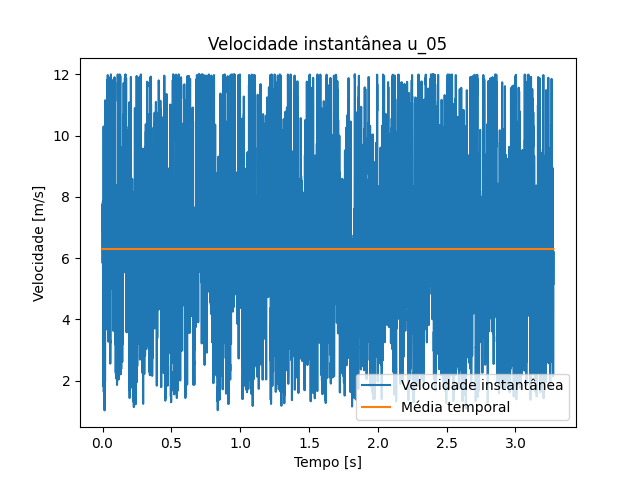 Velocidade instantânea u_05
12
10
8
6
4
2
Velocidade [m/s]
Velocidade instantânea
Média temporal
0.0 0.5 1.0 1.5 2.0 2.5 3.0
Tempo [s]